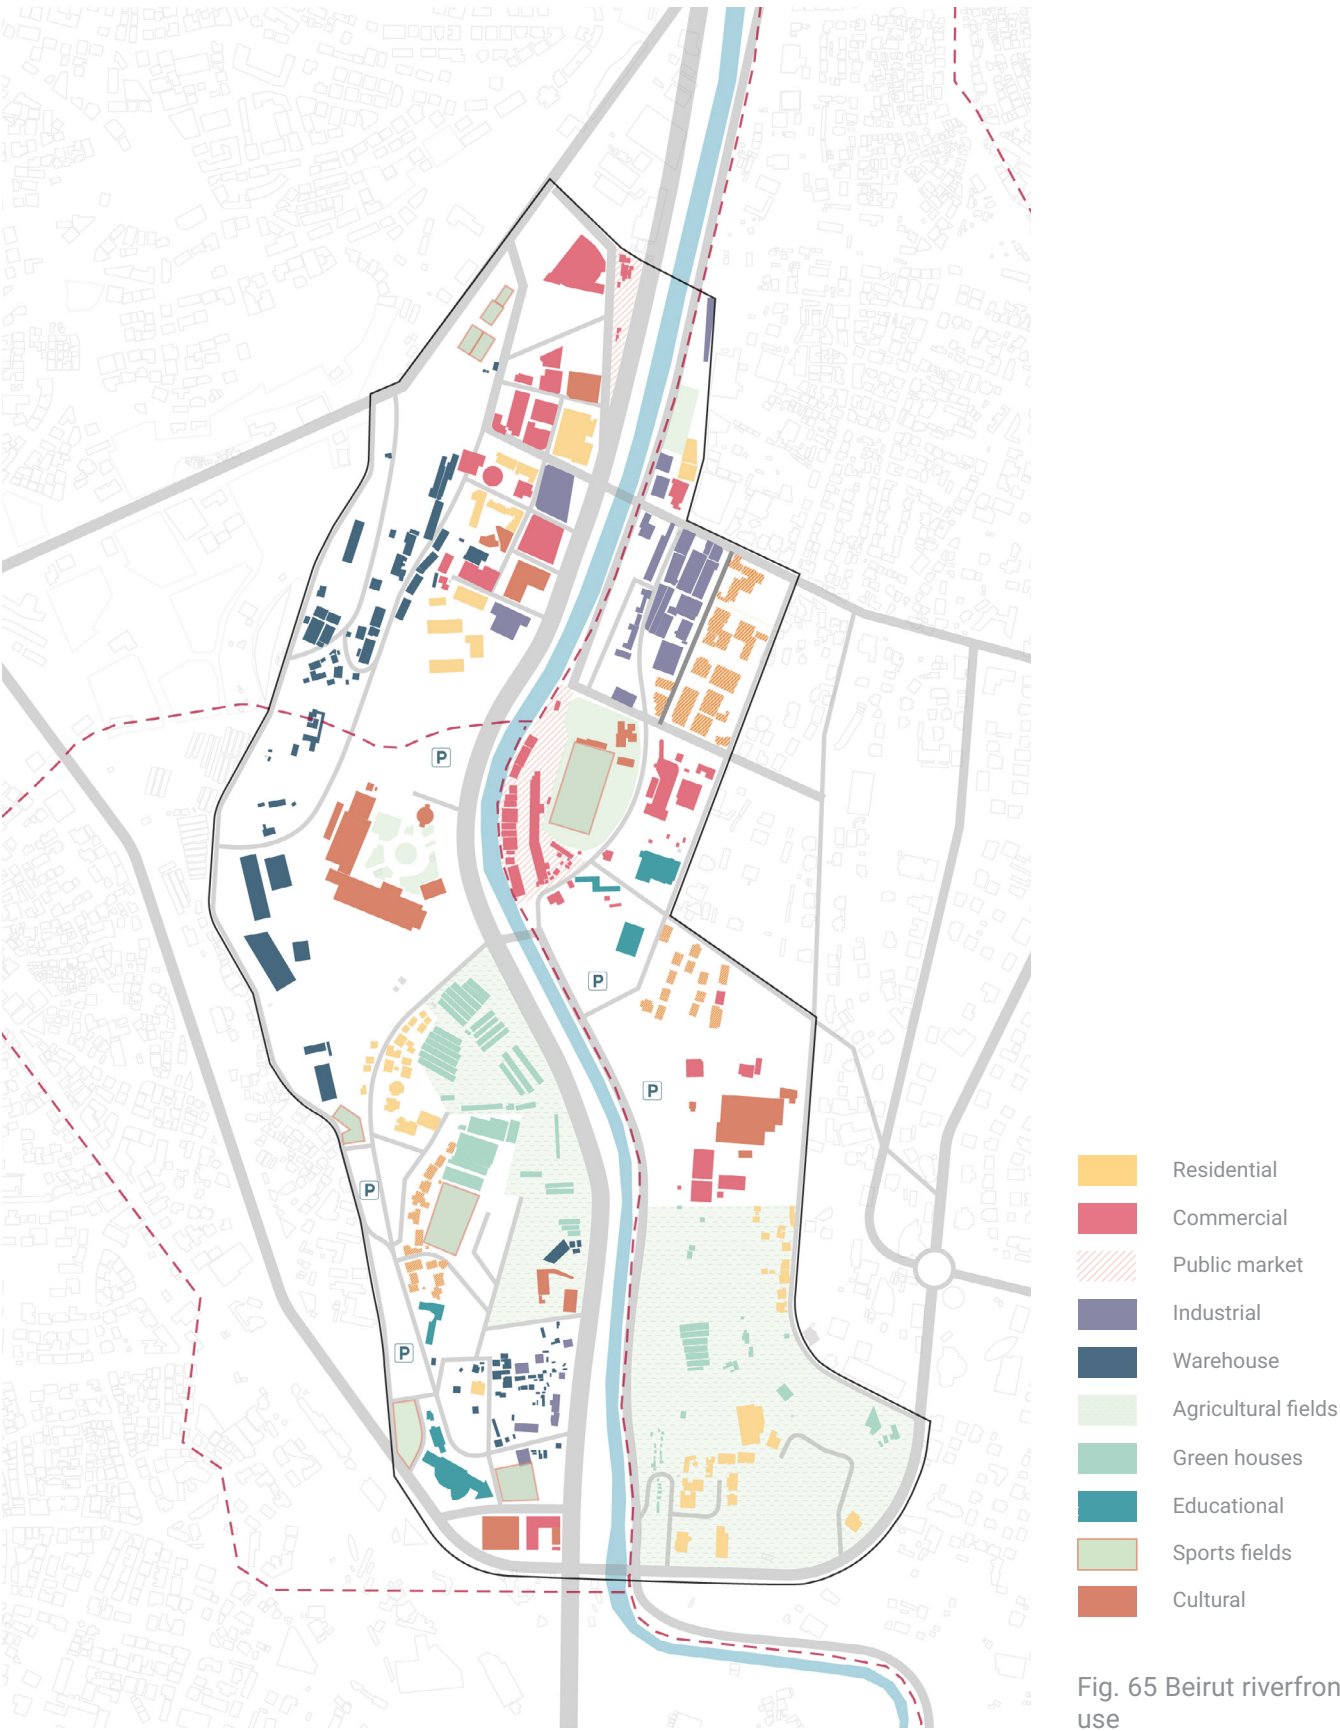 P
P
P
P
P
Residential
Commercial
Public market
Industrial
Warehouse
Agricultural fields
Green houses
Educational
Sports fields
Cultural
Fig. 65 Beirut riverfron
use